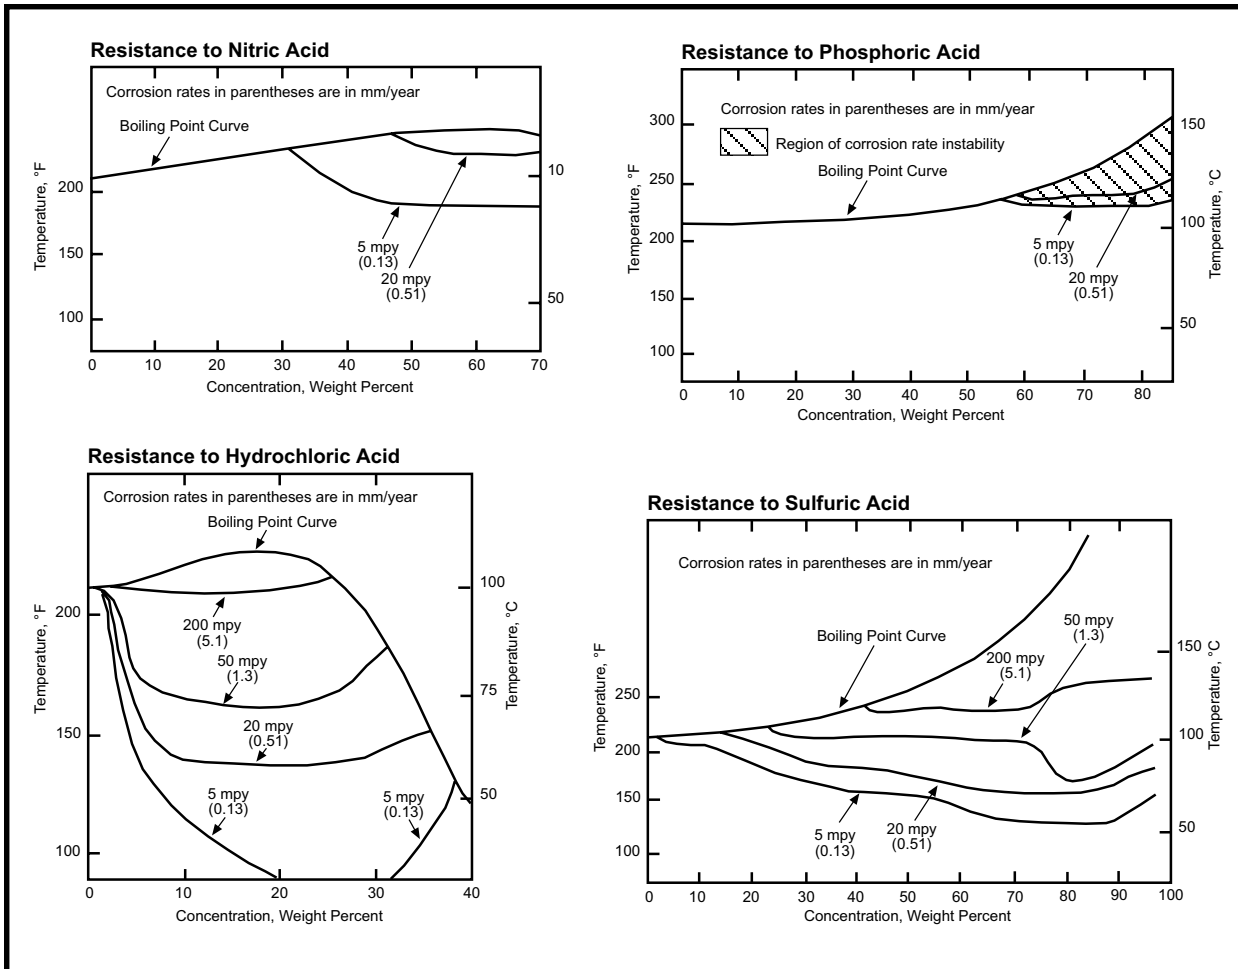 Resistance to Nitric Acid
Corrosion rates in parentheses are in mm/year
Boiling Point Curve
Temperature, °F
200
150
100
10
50
5 mpy
(0.13)
20 mpy
(0.51)
0 10 20 30 40 50 60 70
Concentration, Weight Percent
Resistance to Phosphoric Acid
Corrosion rates in parentheses are in mm/year
Region of corrosion rate instability
Boiling Point Curve
Temperature, °F
300
250
200
150
100
150
100
50
Temperature, °C
5 mpy
(0.13)
20 mpy
(0.51)
0 10 20 30 40 50 60 70 80
Concentration, Weight Percent
Resistance to Hydrochloric Acid
Corrosion rates in parentheses are in mm/year
Boiling Point Curve
Temperature, °F
200
150
100
100
75
50
Temperature, °C
200 mpy
(5.1)
50 mpy
(1.3)
20 mpy
(0.51)
5 mpy
(0.13)
5 mpy
(0.13)
0 10 20 30 40
Concentration, Weight Percent
Resistance to Sulfuric Acid
Corrosion rates in parentheses are in mm/year
Boiling Point Curve
50 mpy
(1.3)
200 mpy
(5.1)
Temperature, °F
250
200
150
100
150
100
50
Temperature, °C
5 mpy
(0.13)
20 mpy
(0.51)
0 10 20 30 40 50 60 70 80 90 100
Concentration, Weight Percent